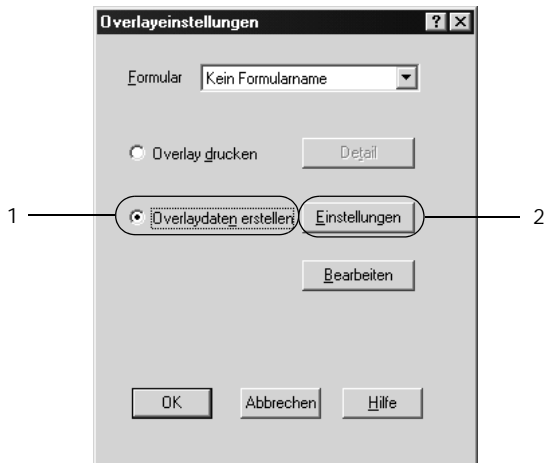 Overlayeinstellungen
Formular Kein Formularname
Overlay drucken Detail
1 Overlaydaten erstellen Einstellungen 2
Bearbeiten
OK Abbrechen Hilfe